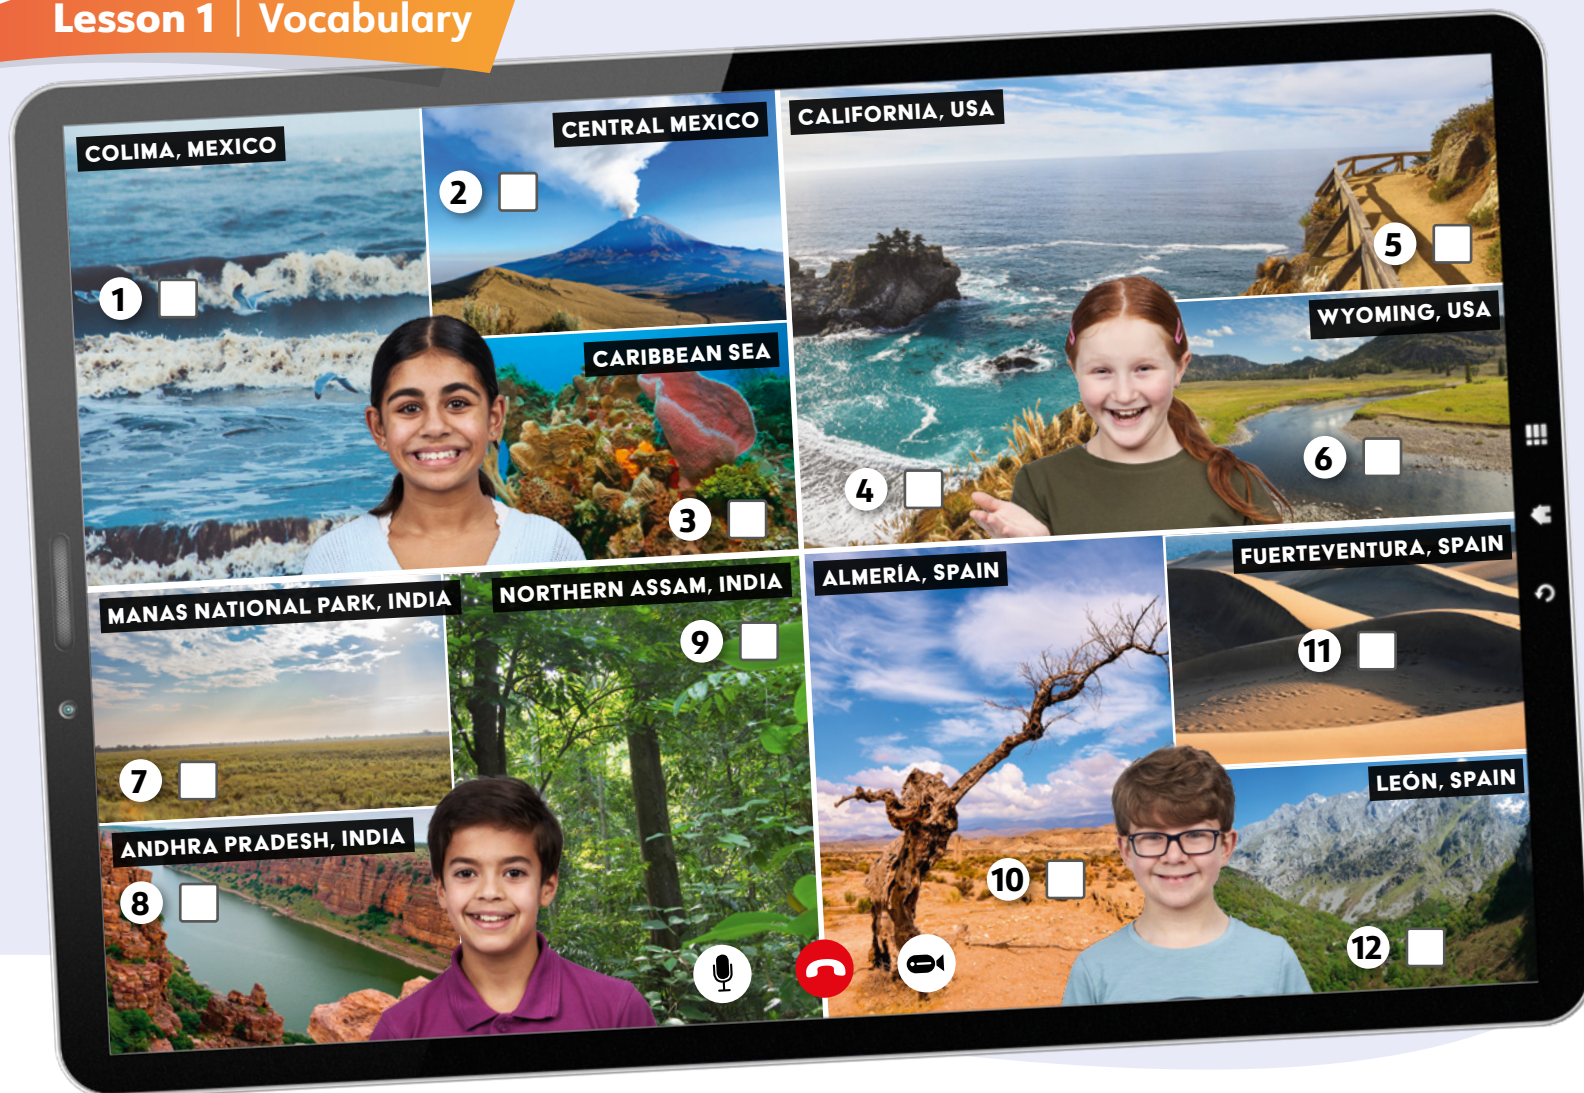 Lesson 1 | Vocabulary
COLIMA, MEXICO
1
CENTRAL MEXICO
2
CARIBBEAN SEA
3
CALIFORNIA, USA
4
5
WYOMING, USA
6
MANAS NATIONAL PARK, INDIA
7
ANDHRA PRADESH, INDIA
8
NORTHERN ASSAM, INDIA
9
ALMERÍA, SPAIN
10
FUERTEVENTURA, SPAIN
11
LEÓN, SPAIN
12